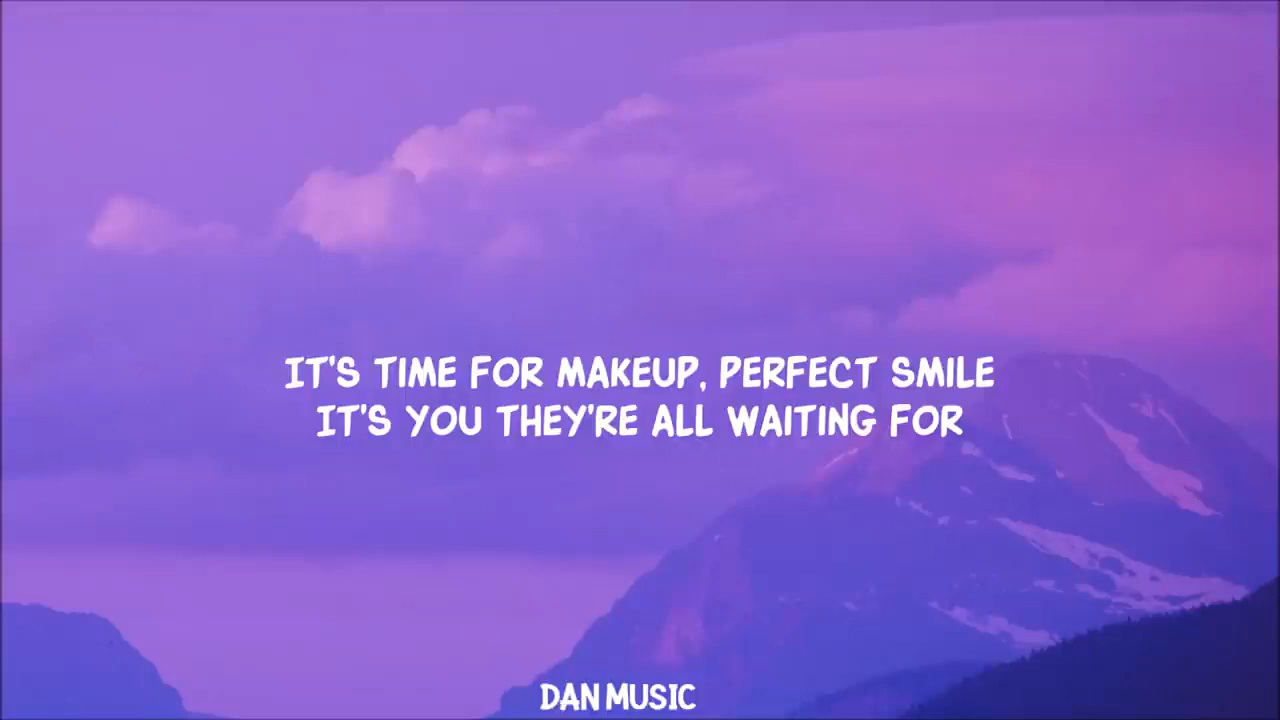 IT'S TIME FOR MAKEUP, PERFECT SMILE
IT'S YOU THEY'RE ALL WAITING FOR
DAN MUSIC